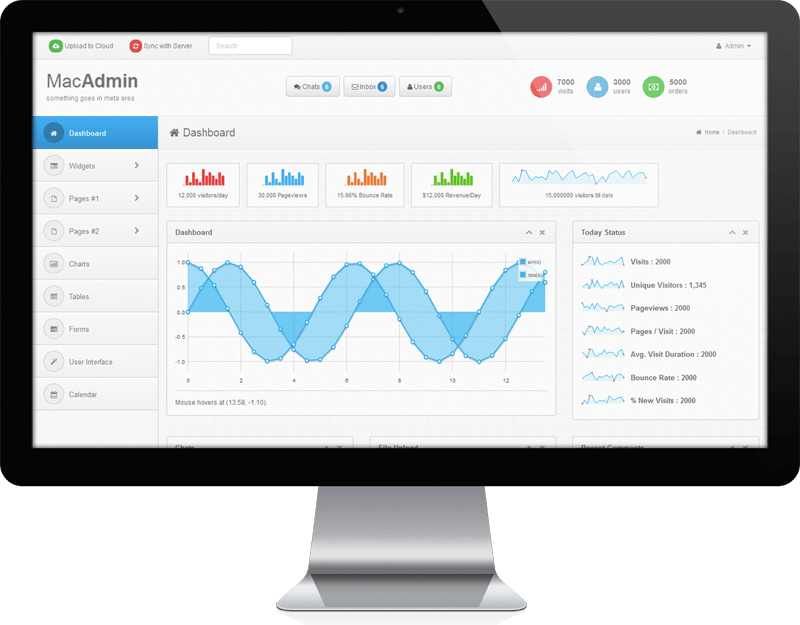 Upload to Cloud
Sync with Server
Search
Admin
MacAdmin
something goes in meta area
Chats 6
Inbox 6
Users 6
7000
visits
3000
users
5000
orders
Dashboard
Widgets
Pages #1
Pages #2
Charts
Tables
Forms
User Interface
Calendar
Dashboard
Home / Dashboard
12,000 visitors/day
30,000 Pageviews
15.66% Bounce Rate
$12,000 Revenue/Day
15,000000 visitors till date
Dashboard
1.0
0.5
0.0
-0.5
-1.0
0 2 4 6 8 10 12
sin(x)
cos(x)
Mouse hovers at (13.58, -1.10).
Today Status
Visits : 2000
Unique Visitors : 1,345
Pageviews : 2000
Pages / Visit : 2000
Avg. Visit Duration : 2000
Bounce Rate : 2000
% New Visits : 2000
Chats
File Upload
Recent Comments